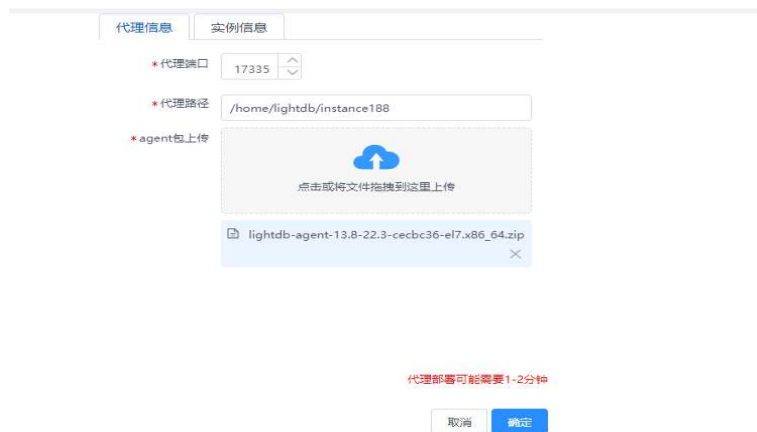 代理信息 实例信息
*代理端口 17335
*代理路径 /home/lightdb/instance188
*agent包上传
点击或将文件拖拽到这里上传
lightdb-agent-13.8-22.3-cecbc36-el7.x86_64.zip
代理部署可能需要1-2分钟
取消 确定